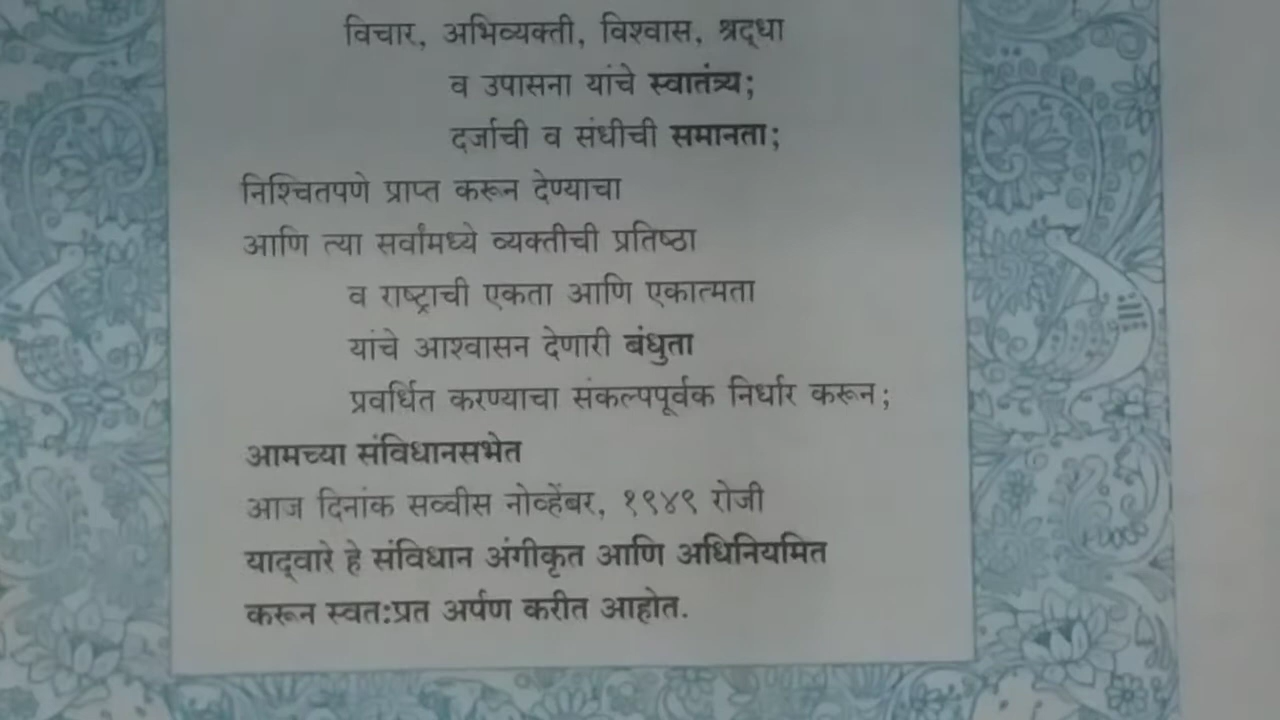 विचार, अभिव्यक्ती, विश्वास, श्रद्‌धा
व उपासना यांचे स्वातंत्र्य;
दर्जाची व संधीची समानता;
निश्चितपणे प्राप्त करून देण्याचा
आणि त्या सर्वांमध्ये व्यक्तीची प्रतिष्ठा
व राष्ट्राची एकता आणि एकात्मता
यांचे आश्वासन देणारी बंधुता
प्रवर्धित करण्याचा संकल्पपूर्वक निर्धार करून;
आमच्या संविधानसभेत
आज दिनांक सव्वीस नोव्हेंबर, १९४९ रोजी
याद्‌वारे हे संविधान अंगीकृत आणि अधिनियमित
करून स्वत:प्रत अर्पण करीत आहोत.